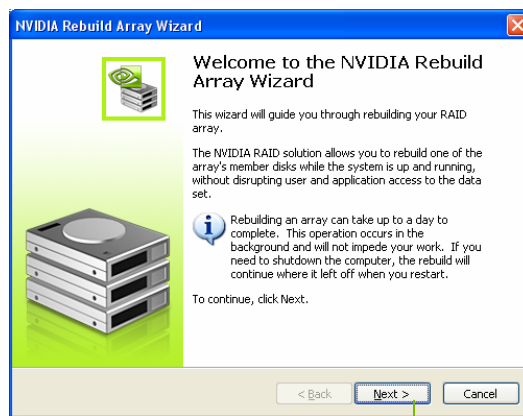 NVIDIA Rebuild Array Wizard
Welcome to the NVIDIA Rebuild
Array Wizard
This wizard will guide you through rebuilding your RAID
array.
The NVIDIA RAID solution allows you to rebuild one of the
array's member disks while the system is up and running,
without disrupting user and application access to the data
set.
Rebuilding an array can take up to a day to
complete. This operation occurs in the
background and will not impede your work. If you
need to shutdown the computer, the rebuild will
continue where it left off when you restart.
To continue, click Next.
< Back
Next >
Cancel